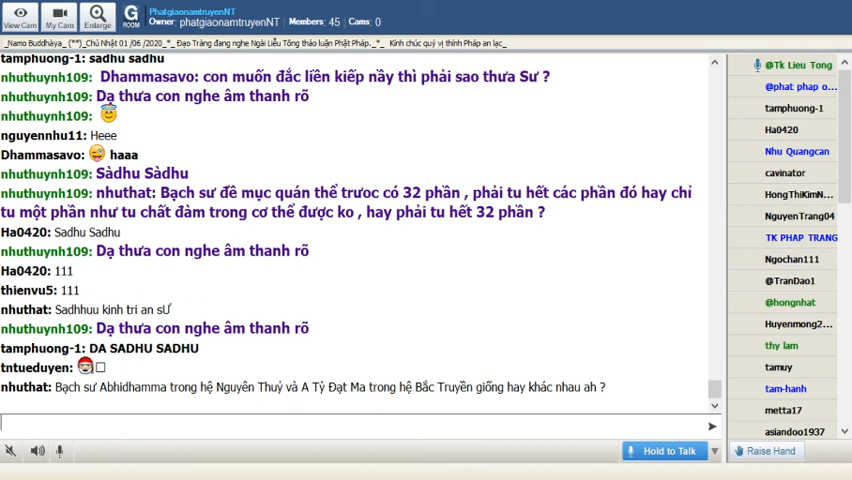 View Cam
My Cam
Enlarge
G
ROOM
PhatgiaonamtruyenNT
Owner: phatgiaonamtruyenNT
Members: 45
Cams: 0
_Namo Buddhàya_ (**)_Chủ Nhật 01 /06 /2020_*_ Đạo Tràng đang nghe Ngài Liễu Tông thảo luận Phật Pháp._*_ Kính chúc quý vị thính Pháp an lạc_
tamphuong-1: sadhu sadhu
nhuthuynh109: Dhammasavo: con muốn đắc liên kiếp nầy thì phải sao thưa Sư ?
nhuthuynh109: Dạ thưa con nghe âm thanh rõ
nhuthuynh109:
nguyennhu11: Heee
Dhammasavo: haaa
nhuthuynh109: Sàdhu Sàdhu
nhuthuynh109: nhuthat: Bạch sư đề mục quán thể trưoc có 32 phần , phải tu hết các phần đó hay chỉ
tu một phần như tu chất đàm trong cơ thể được ko , hay phải tu hết 32 phần ?
Ha0420: Sadhu Sadhu
nhuthuynh109: Dạ thưa con nghe âm thanh rõ
Ha0420: 111
thienvu5: 111
nhuthat: Sadhhuu kinh tri an sƯ
nhuthuynh109: Dạ thưa con nghe âm thanh rõ
tamphuong-1: DA SADHU SADHU
tntueduyen:
nhuthat: Bạch sư Abhidhamma trong hệ Nguyên Thuỷ và A Tỳ Đạt Ma trong hệ Bắc Truyền giống hay khác nhau ah ?
Hold to Talk
@Tk Lieu Tong
@phat phap o...
tamphuong-1
Ha0420
Nhu Quangcan
cavinator
HongThiKimN...
NguyenTrang04
TK PHAP TRANG
Ngochan111
@TranDao1
@hongnhat
Huyenmong2...
thy lam
tamuy
tam-hanh
metta17
asiandoo1937
Raise Hand